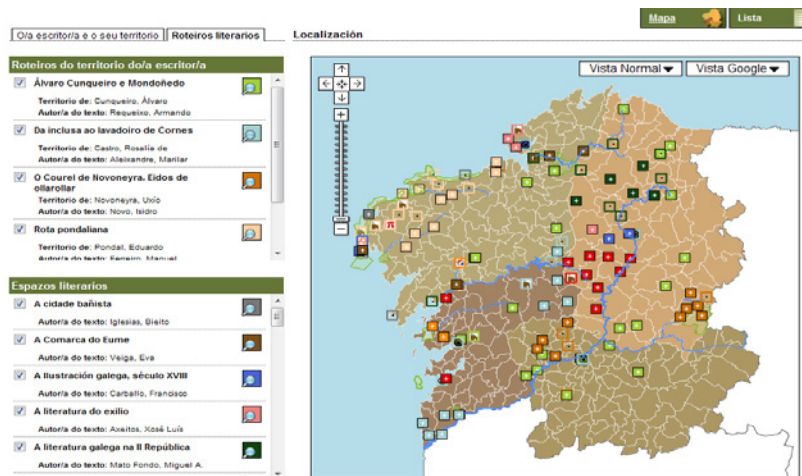 Mapa
Lista
O/a escritor/a e o seu territorio
Roteiros literarios
Localización
Roteiros do territorio do/a escritor/a
Álvaro Cunqueiro e Mondoñedo
Territorio de: Cunqueiro, Álvaro
Autor/a do texto: Requeixo, Armando
Da inclusa ao lavadoiro de Cornes
Territorio de: Castro, Rosalía de
Autor/a do texto: Aleixandre, Marilar
O Courel de Novoneyra. Eidos de
ollarollar
Territorio de: Novoneyra, Uxío
Autor/a do texto: Novo, Isidro
Rota pondaliana
Territorio de: Pondal, Eduardo
Autor/a do texto: Ferreiro, Manuel
Espazos literarios
A cidade bañista
Autor/a do texto: Iglesias, Bieito
A Comarca do Eume
Autor/a do texto: Veiga, Eva
A Ilustración galega, século XVIII
Autor/a do texto: Carballo, Francisco
A literatura do exilio
Autor/a do texto: Axeitos, Xosé Luís
A literatura galega na II República
Autor/a do texto: Mato Fondo, Miguel A.
Vista Normal
Vista Google